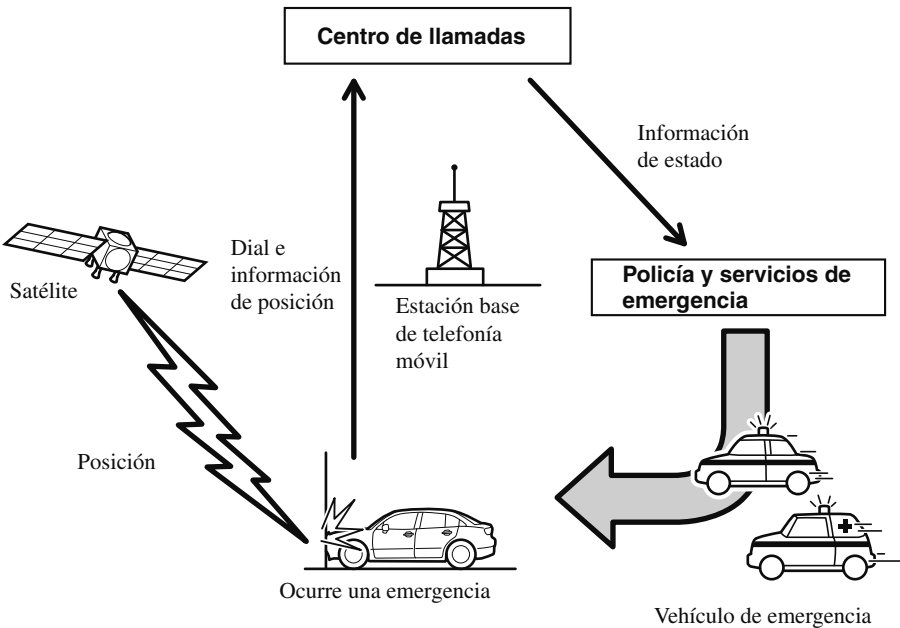 Centro de llamadas
Información
de estado
Dial e
información
de posición
Satélite
Policía y servicios de
emergencia
Estación base
de telefonía
móvil
Posición
Ocurre una emergencia
Vehículo de emergencia